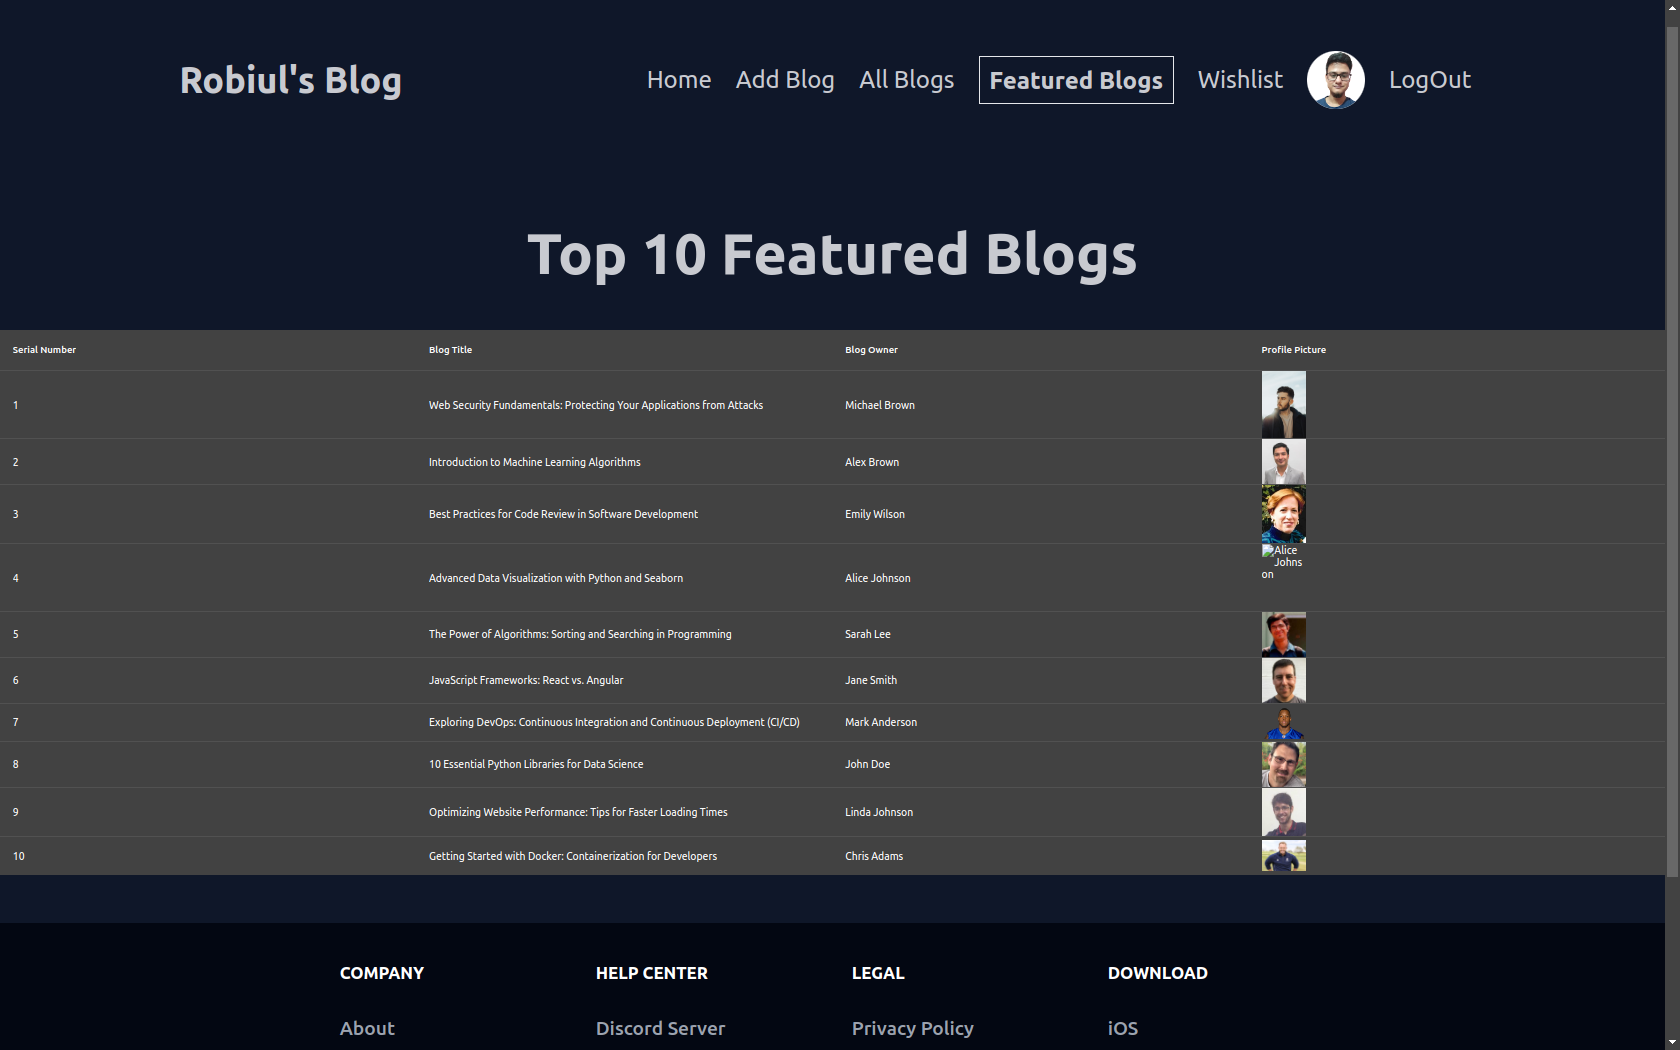 Robiul's Blog
Home Add Blog All Blogs Featured Blogs Wishlist LogOut
Top 10 Featured Blogs
Serial Number Blog Title Blog Owner Profile Picture
1 Web Security Fundamentals: Protecting Your Applications from Attacks Michael Brown
2 Introduction to Machine Learning Algorithms Alex Brown
3 Best Practices for Code Review in Software Development Emily Wilson
4 Advanced Data Visualization with Python and Seaborn Alice Johnson Alice
Johns
on
5 The Power of Algorithms: Sorting and Searching in Programming Sarah Lee
6 JavaScript Frameworks: React vs. Angular Jane Smith
7 Exploring DevOps: Continuous Integration and Continuous Deployment (CI/CD) Mark Anderson
8 10 Essential Python Libraries for Data Science John Doe
9 Optimizing Website Performance: Tips for Faster Loading Times Linda Johnson
10 Getting Started with Docker: Containerization for Developers Chris Adams
COMPANY HELP CENTER LEGAL DOWNLOAD
About Discord Server Privacy Policy iOS